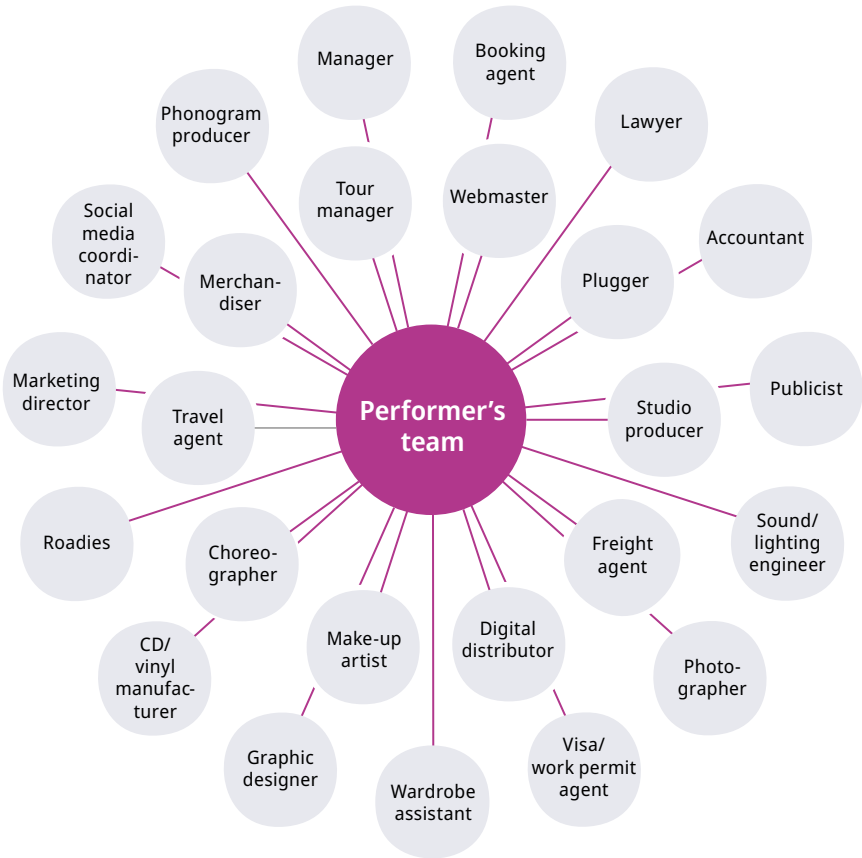 Manager
Booking
agent
Phonogram
producer
Lawyer
Tour
manager
Webmaster
Social
media
coordi-
nator
Accountant
Merchan-
diser
Plugger
Marketing
director
Publicist
Travel
agent
Performer's
team
Studio
producer
Roadies
Choreo-
grapher
Freight
agent
Sound/
lighting
engineer
CD/
vinyl
manufac-
turer
Make-up
artist
Digital
distributor
Photo-
grapher
Graphic
designer
Wardrobe
assistant
Visa/
work permit
agent